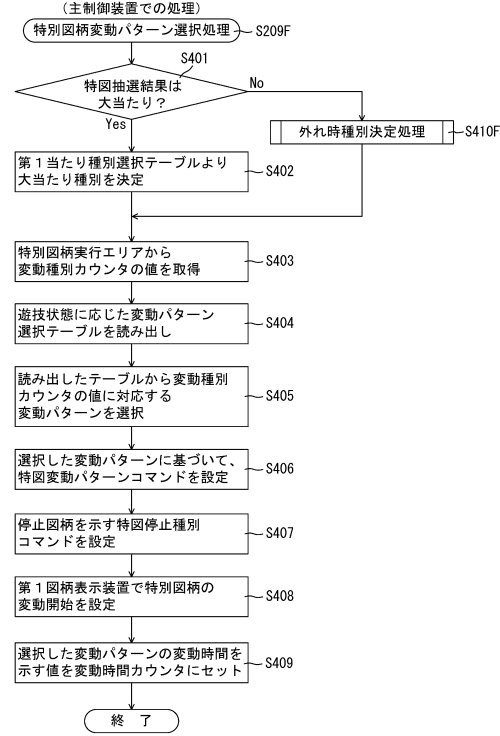 （主制御装置での処理）
特別図柄変動パターン選択処理
S209F
S401
特図抽選結果は
大当たり？
No
Yes
外れ時種別決定処理
S410F
第１当たり種別選択テーブルより
大当たり種別を決定
S402
特別図柄実行エリアから
変動種別カウンタの値を取得
S403
遊技状態に応じた変動パターン
選択テーブルを読み出し
S404
読み出したテーブルから変動種別
カウンタの値に対応する
変動パターンを選択
S405
選択した変動パターンに基づいて、
特図変動パターンコマンドを設定
S406
停止図柄を示す特図停止種別
コマンドを設定
S407
第１図柄表示装置で特別図柄の
変動開始を設定
S408
選択した変動パターンの変動時間を
示す値を変動時間カウンタにセット
S409
終　了